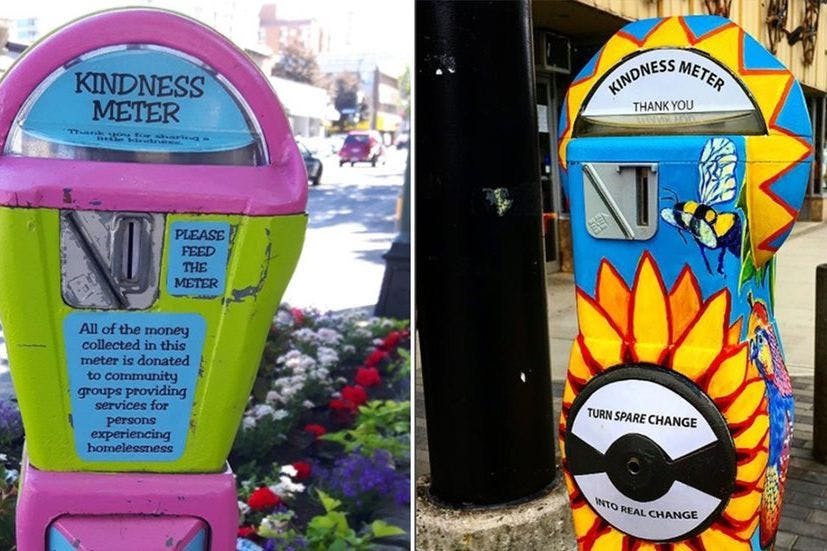 KINDNESS
METER
Thank you for sharing a
little kindness.
PLEASE
FEED
THE
METER
All of the money
collected in this
meter is donated
to community
groups providing
services for
persons
experiencing
homelessness
KINDNESS METER
THANK YOU
TURN SPARE CHANGE
INTO REAL CHANGE